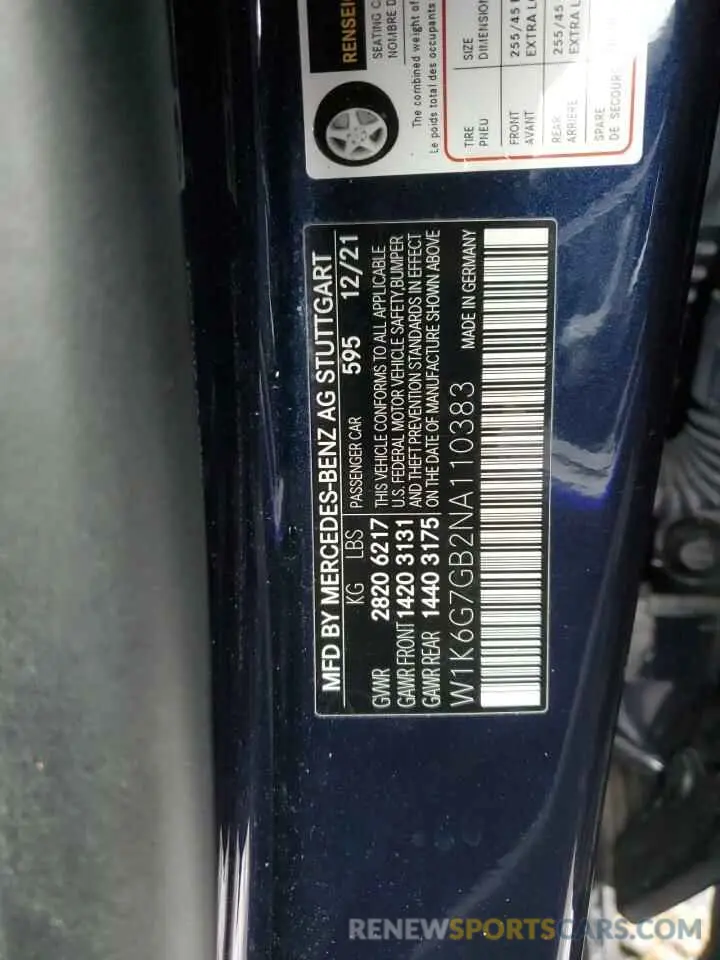 RENSEI
SEATING C
NOMBRE D
The combined weight of
Le poids total des occupants
TIRE SIZE
PNEU DIMENSION
FRONT 255/45
AVANT EXTRA L
REAR 255/45
ARRIERE EXTRA L
SPARE
DE SECOUR
MFD BY MERCEDES-BENZ AG STUTTGART
KG LBS PASSENGER CAR 595 12/21
GVWR 2820 6217 THIS VEHICLE CONFORMS TO ALL APPLICABLE
GAWR FRONT 1420 3131 U.S. FEDERAL MOTOR VEHICLE SAFETY, BUMPER
AND THEFT PREVENTION STANDARDS IN EFFECT
GAWR REAR 1440 3175 ON THE DATE OF MANUFACTURE SHOWN ABOVE
W1K6G7GB2NA110383 MADE IN GERMANY
RENEWSPORTSCARS.COM